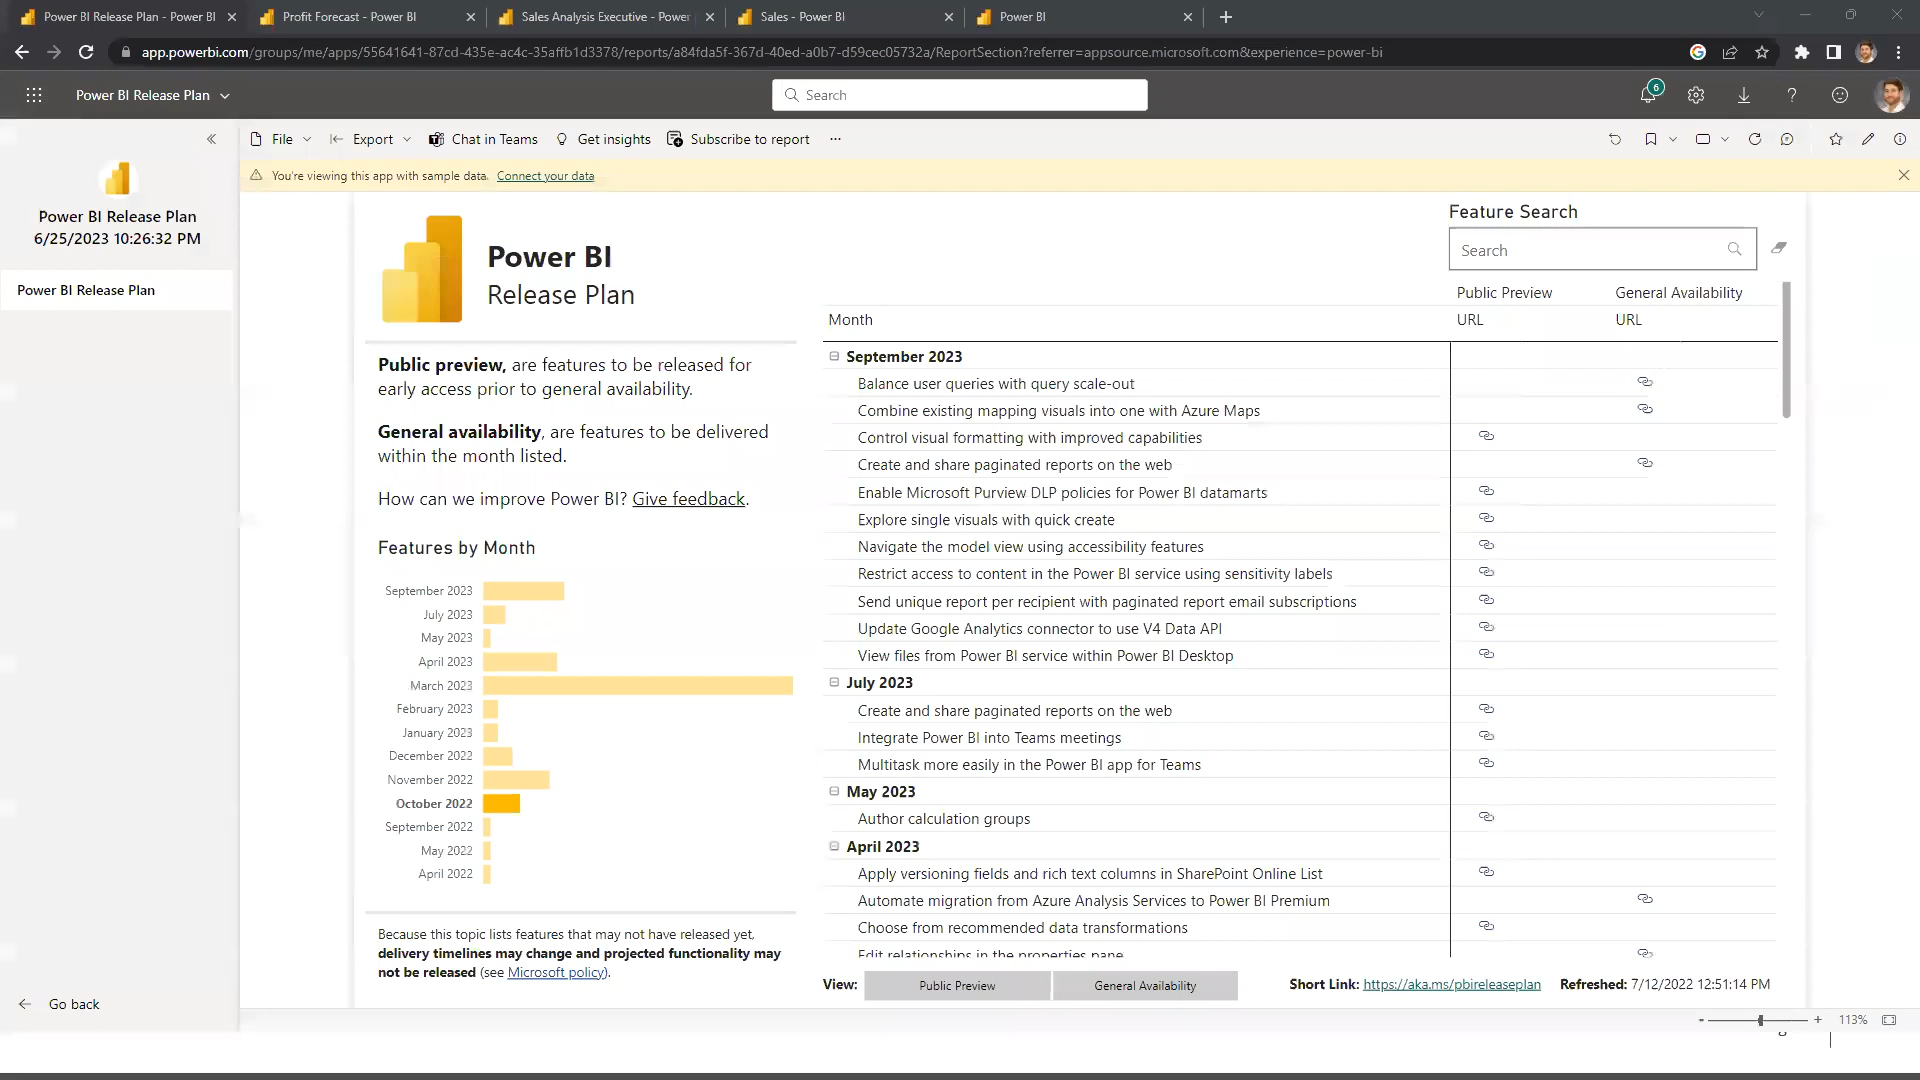 Power BI Release Plan - Power BI
Profit Forecast - Power BI
Sales Analysis Executive - Power
Sales - Power BI
Power BI
app.powerbi.com/groups/me/apps/55641641-87cd-435e-ac4c-35affb1d3378/reports/a84fda5f-367d-40ed-a0b7-d59cec05732a/ReportSection?referrer=appsource.microsoft.com&experience=power-bi
Power BI Release Plan
Search
6
File
Export
Chat in Teams
Get insights
Subscribe to report
You're viewing this app with sample data. Connect your data
Power BI Release Plan
6/25/2023 10:26:32 PM
Power BI Release Plan
Go back
Power BI
Release Plan
Public preview, are features to be released for
early access prior to general availability.
General availability, are features to be delivered
within the month listed.
How can we improve Power BI? Give feedback.
Features by Month
September 2023
July 2023
May 2023
April 2023
March 2023
February 2023
January 2023
December 2022
November 2022
October 2022
September 2022
May 2022
April 2022
Because this topic lists features that may not have released yet,
delivery timelines may change and projected functionality may
not be released (see Microsoft policy).
Feature Search
Search
Public Preview
General Availability
Month
URL
URL
September 2023
Balance user queries with query scale-out
Combine existing mapping visuals into one with Azure Maps
Control visual formatting with improved capabilities
Create and share paginated reports on the web
Enable Microsoft Purview DLP policies for Power BI datamarts
Explore single visuals with quick create
Navigate the model view using accessibility features
Restrict access to content in the Power BI service using sensitivity labels
Send unique report per recipient with paginated report email subscriptions
Update Google Analytics connector to use V4 Data API
View files from Power BI service within Power BI Desktop
July 2023
Create and share paginated reports on the web
Integrate Power BI into Teams meetings
Multitask more easily in the Power BI app for Teams
May 2023
Author calculation groups
April 2023
Apply versioning fields and rich text columns in SharePoint Online List
Automate migration from Azure Analysis Services to Power BI Premium
Choose from recommended data transformations
Edit relationships in the properties pane
View:
Public Preview
General Availability
Short Link: https://aka.ms/pbireleaseplan
Refreshed: 7/12/2022 12:51:14 PM
113%